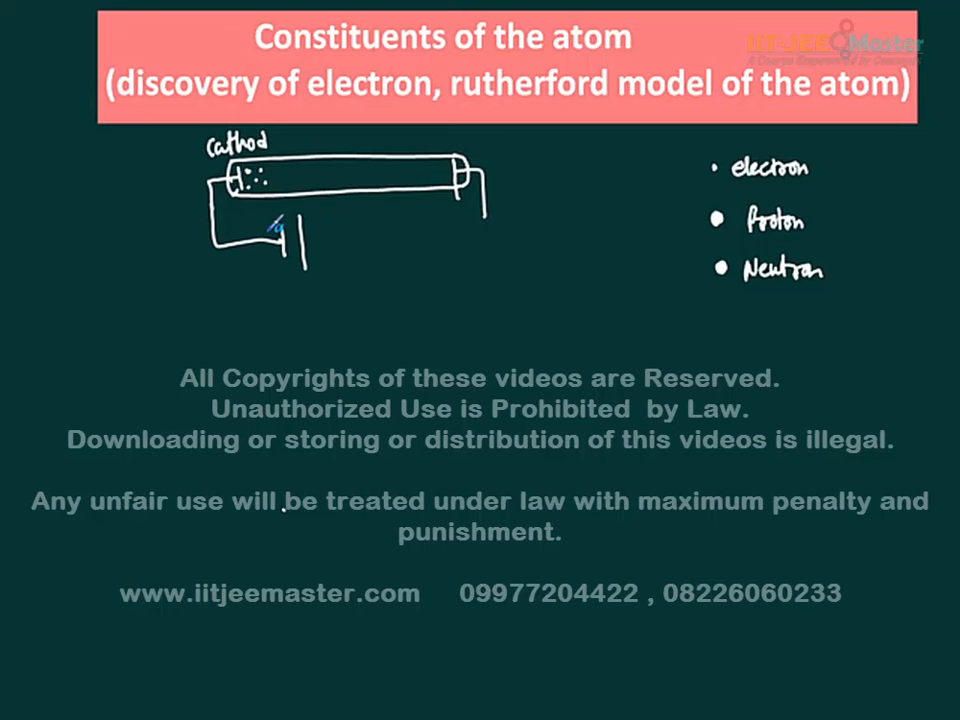 Constituents of the atom
IIT-JEE Master
(discovery of electron, rutherford model of the atom)
cathod
electron
Proton
Neutron
All Copyrights of these videos are Reserved.
Unauthorized Use is Prohibited by Law.
Downloading or storing or distribution of this videos is illegal.
Any unfair use will be treated under law with maximum penalty and
punishment.
www.iitjeemaster.com 09977204422 , 08226060233